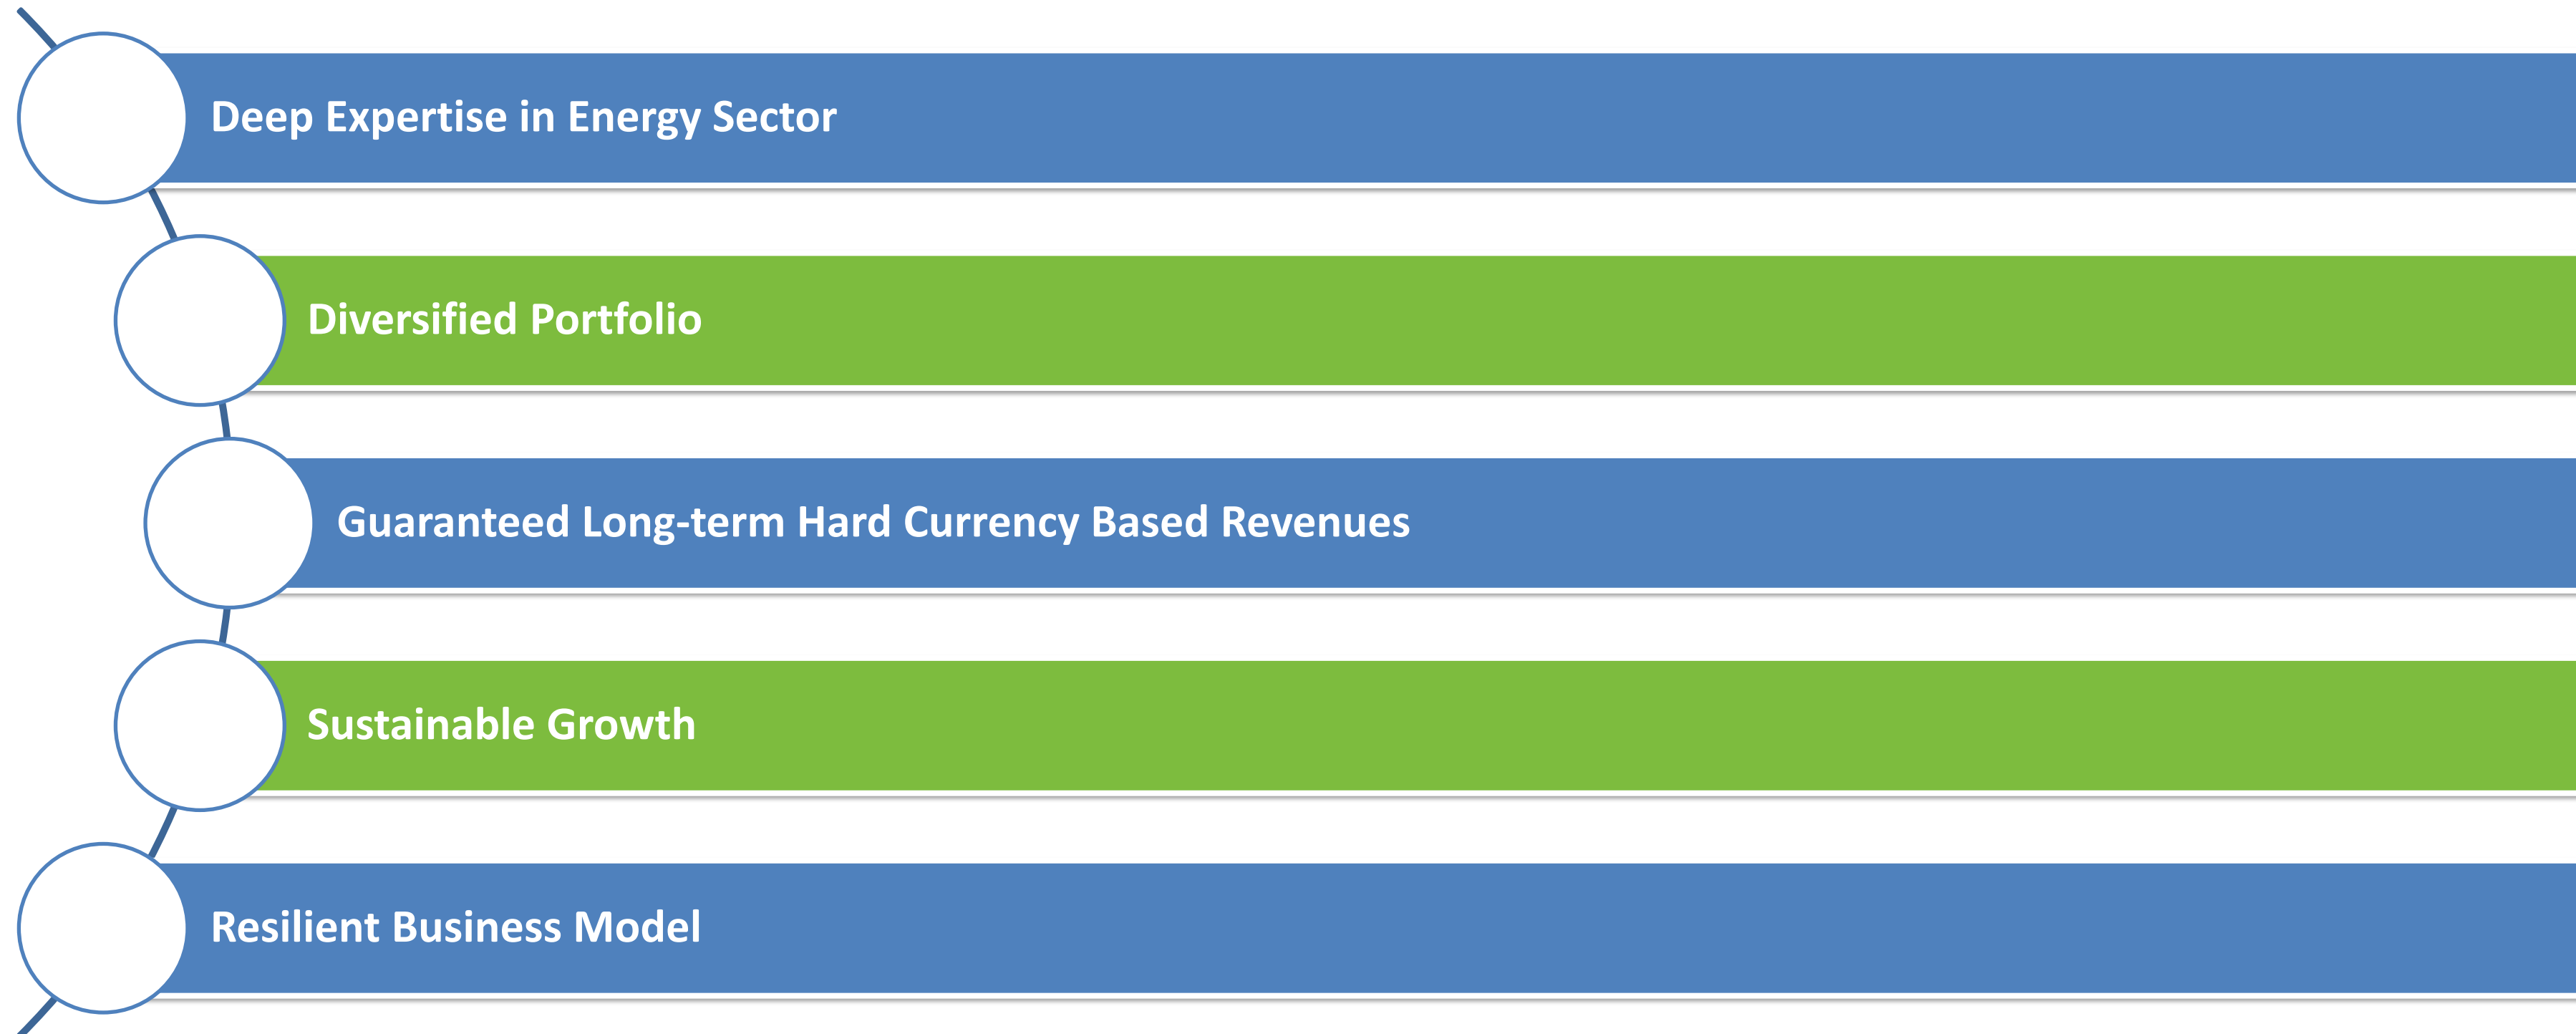 Deep Expertise in Energy Sector
Diversified Portfolio
Guaranteed Long-term Hard Currency Based Revenues
Sustainable Growth
Resilient Business Model